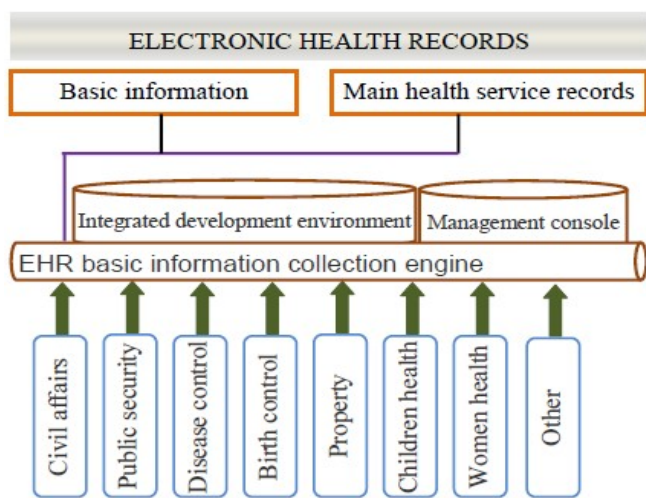 ELECTRONIC HEALTH RECORDS
Basic information
Main health service records
Integrated development environment
Management console
EHR basic information collection engine
Civil affairs
Public security
Disease control
Birth control
Property
Children health
Women health
Other